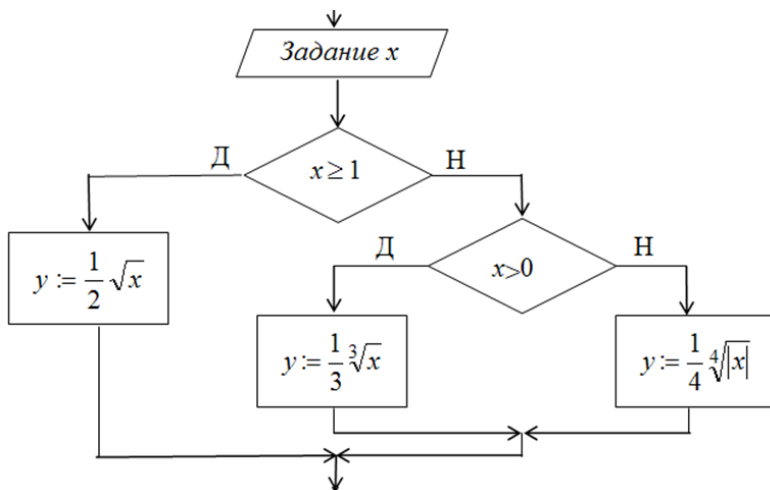 Задание x
x ≥ 1
Д
Н
y := 1/2 √x
x>0
Д
Н
y := 1/3 ∛x
y := 1/4 ∜|x|